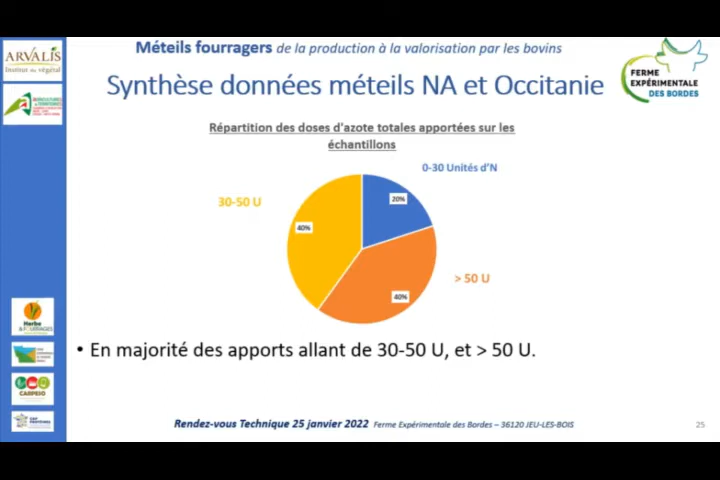 Méteils fourragers de la production à la valorisation par les bovins
ARVALIS
Institut du végétal
Synthèse données méteils NA et Occitanie
FERME
EXPÉRIMENTALE
DES BORDES
Répartition des doses d'azote totales apportées sur les
échantillons
0-30 Unités d'N
30-50 U
20%
40%
> 50 U
40%
Herbe
& FOURRAGES
• En majorité des apports allant de 30-50 U, et > 50 U.
CARPESO
Rendez-vous Technique 25 janvier 2022 Ferme Expérimentale des Bordes – 36120 JEU-LES-BOIS
25